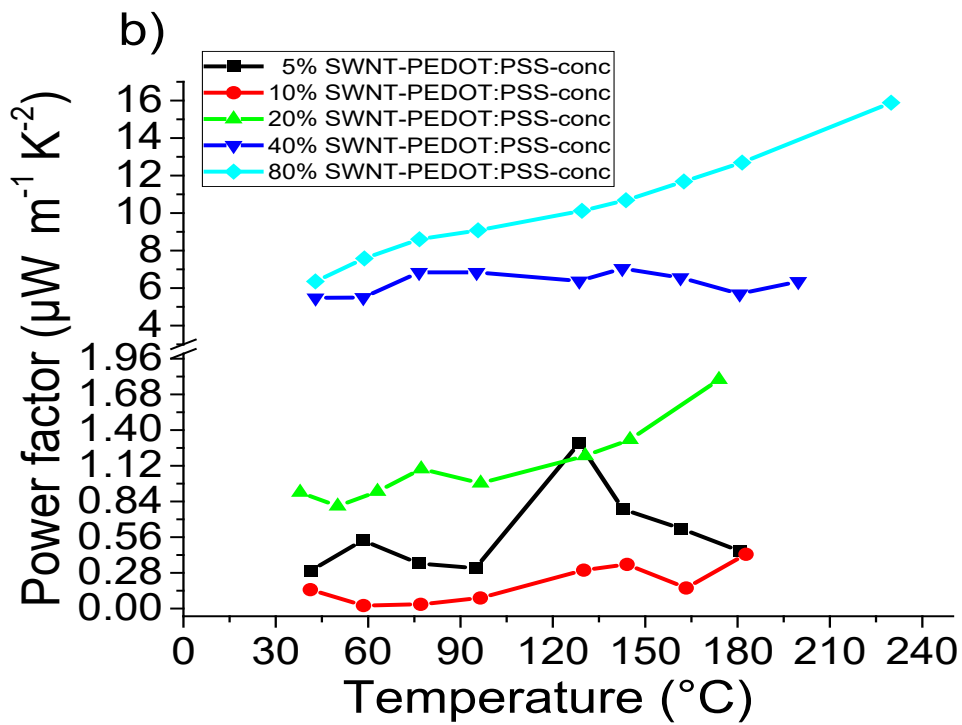 b)
5% SWNT-PEDOT:PSS-conc
10% SWNT-PEDOT:PSS-conc
20% SWNT-PEDOT:PSS-conc
40% SWNT-PEDOT:PSS-conc
80% SWNT-PEDOT:PSS-conc
Power factor (µW m-1 K-2)
16
14
12
10
8
6
4
1.96
1.68
1.40
1.12
0.84
0.56
0.28
0.00
0 30 60 90 120 150 180 210 240
Temperature (°C)